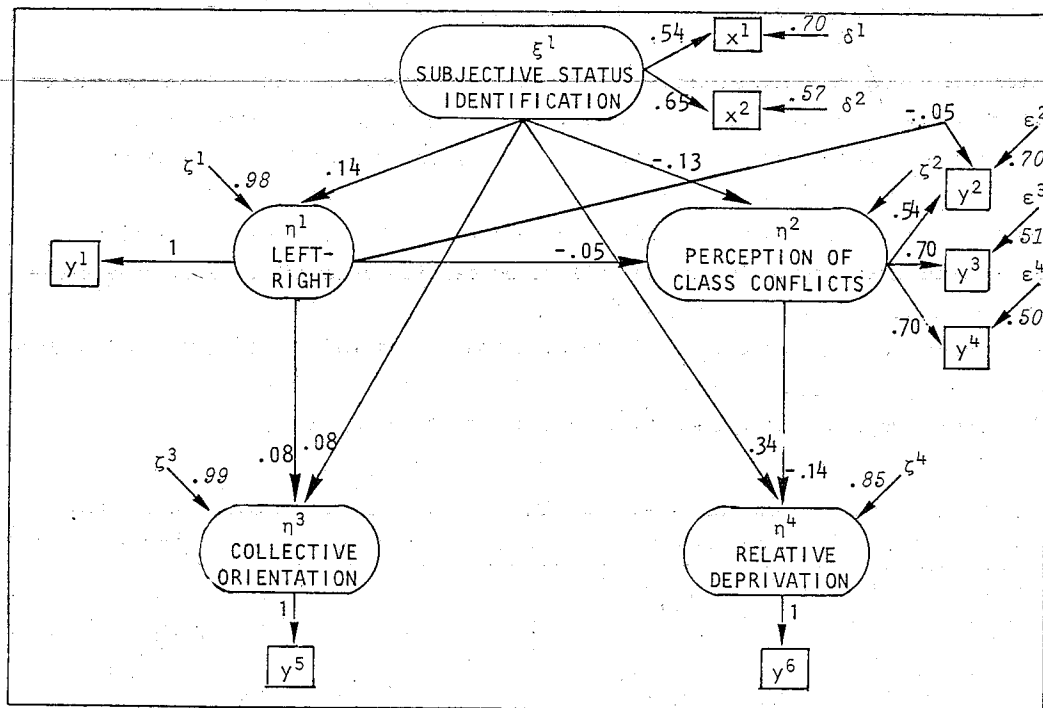 ξ¹
SUBJECTIVE STATUS
IDENTIFICATION
.54
x¹
.70
δ¹
.65
x²
.57
δ²
-.05
ε²
.70
y²
ζ¹
.98
.14
-.13
ζ²
η¹
LEFT-
RIGHT
y¹
1
-.05
η²
PERCEPTION OF
CLASS CONFLICTS
.54
.70
.70
ε³
.51
y³
ε⁴
.50
y⁴
.08
.08
.34
-.14
ζ³
.99
η³
COLLECTIVE
ORIENTATION
1
y⁵
.85
ζ⁴
η⁴
RELATIVE
DEPRIVATION
1
y⁶